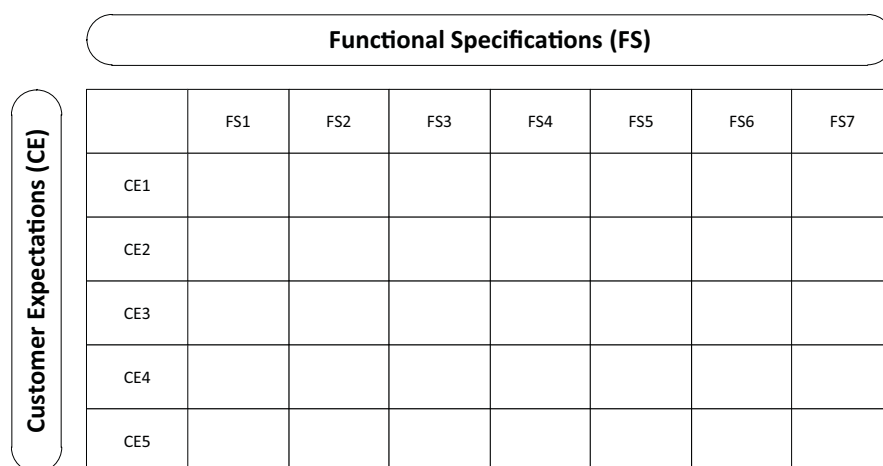 Functional Specifications (FS)
Customer Expectations (CE)
FS1 FS2 FS3 FS4 FS5 FS6 FS7
CE1
CE2
CE3
CE4
CE5